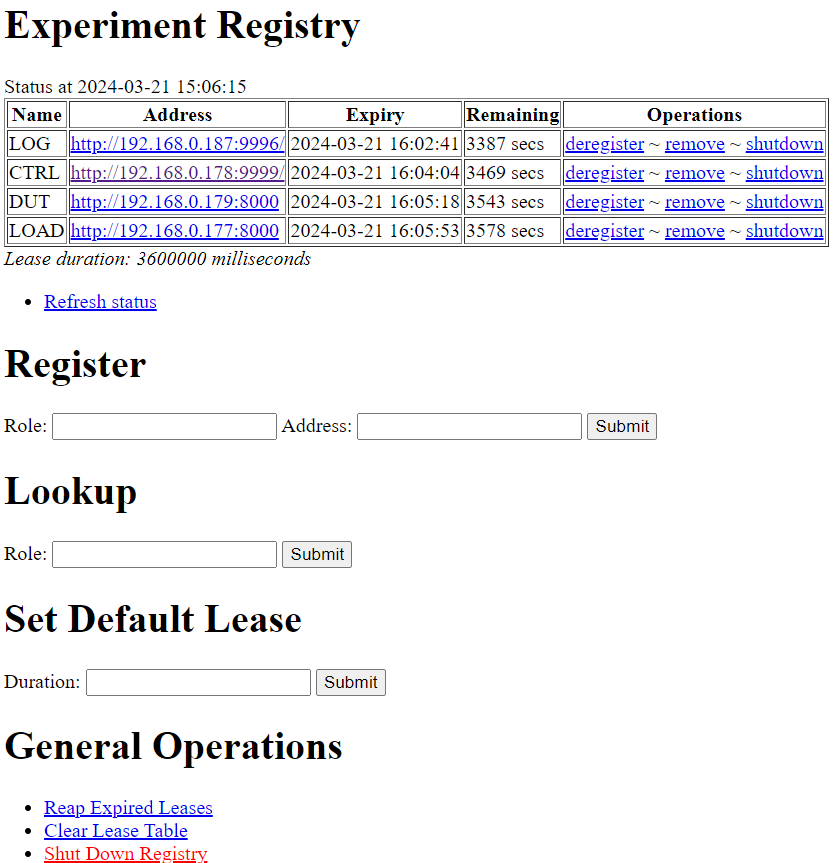 Experiment Registry
Status at 2024-03-21 15:06:15
Name Address Expiry Remaining Operations
LOG http://192.168.0.187:9996/ 2024-03-21 16:02:41 3387 secs deregister ~ remove ~ shutdown
CTRL http://192.168.0.178:9999/ 2024-03-21 16:04:04 3469 secs deregister ~ remove ~ shutdown
DUT http://192.168.0.179:8000 2024-03-21 16:05:18 3543 secs deregister ~ remove ~ shutdown
LOAD http://192.168.0.177:8000 2024-03-21 16:05:53 3578 secs deregister ~ remove ~ shutdown
Lease duration: 3600000 milliseconds
• Refresh status
Register
Role: Address: Submit
Lookup
Role: Submit
Set Default Lease
Duration: Submit
General Operations
• Reap Expired Leases
• Clear Lease Table
• Shut Down Registry